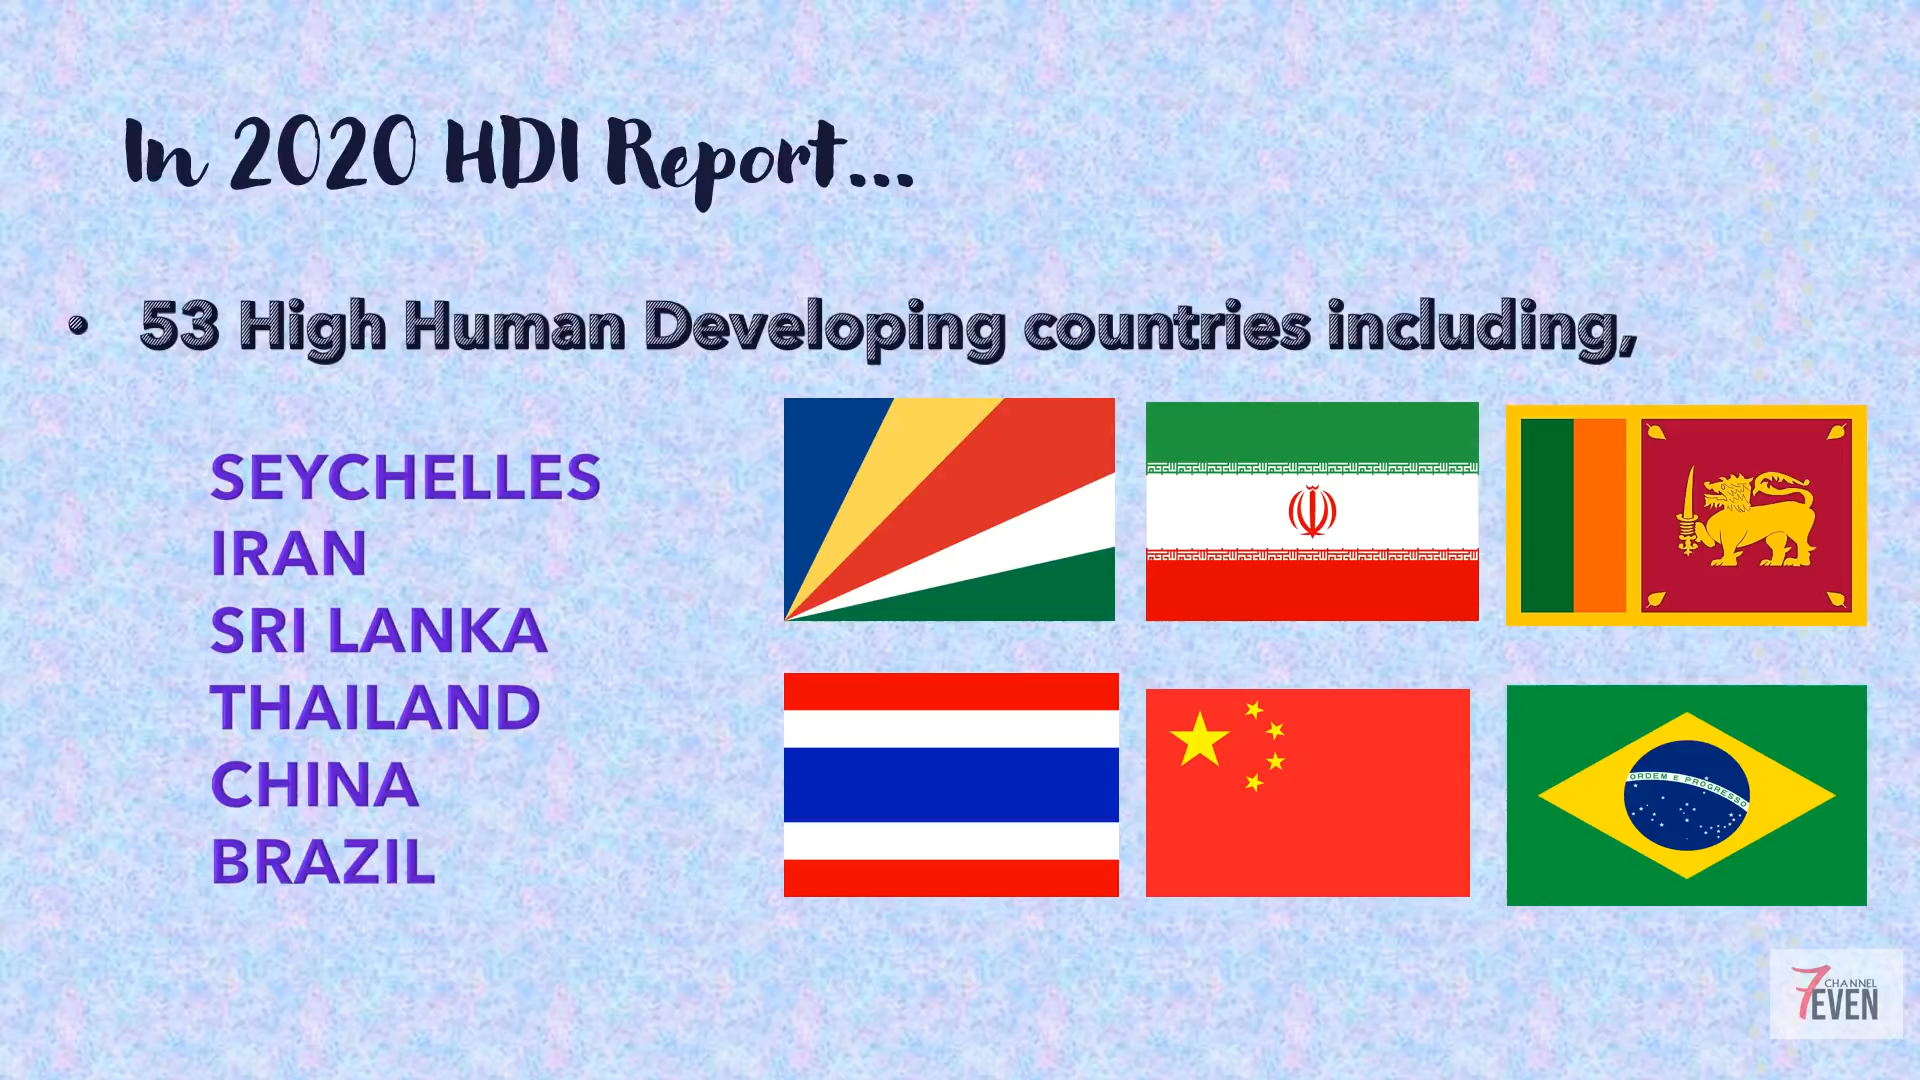 In 2020 HDI Report...
• 53 High Human Developing countries including,
SEYCHELLES
IRAN
SRI LANKA
THAILAND
CHINA
BRAZIL
ORDEM E PROGRESSO
CHANNEL
7EVEN